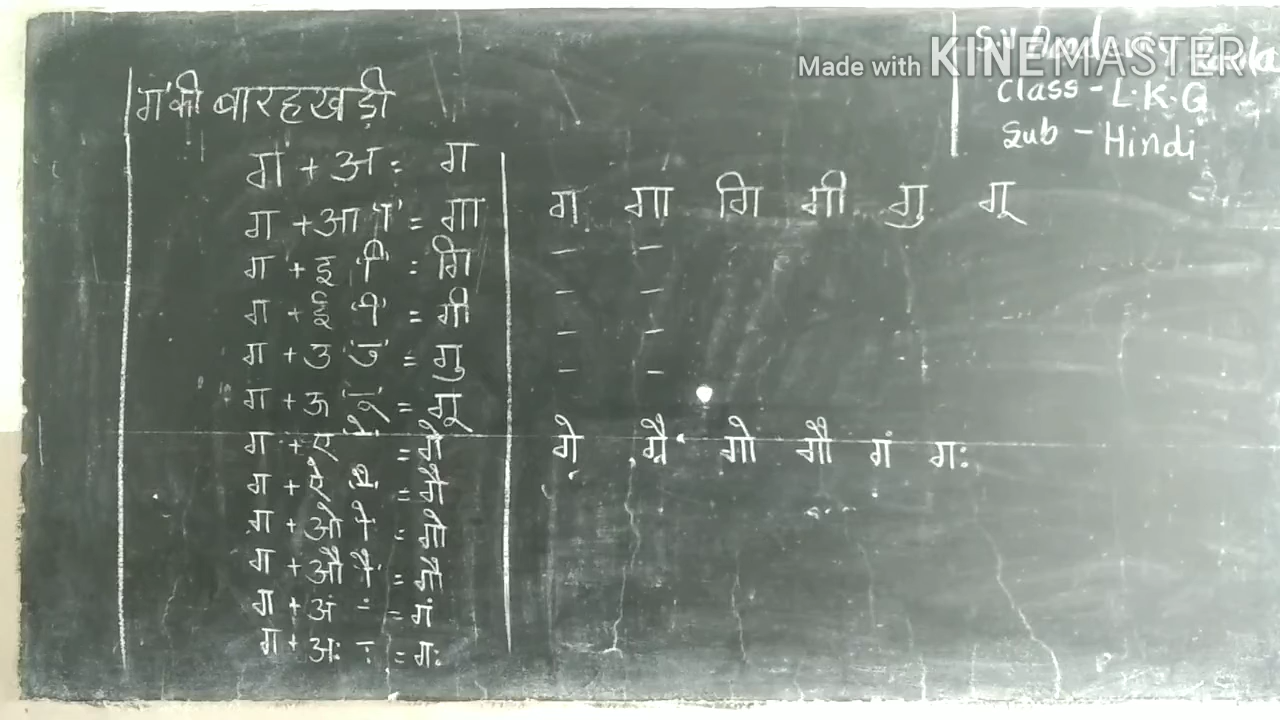 Made with KINEMASTER
Class - L.K.G
Sub - Hindi
'ग' की बारहखड़ी
ग + अ = ग
ग + आ 'ा' = गा
ग + इ 'ि' = गि
ग + ई 'ी' = गी
ग + उ 'ु' = गु
ग + ऊ 'ू' = गू
ग + ए 'े' = गे
ग + ऐ 'ै' = गै
ग + ओ 'ो' = गो
ग + औ 'ौ' = गौ
ग + अं ं = गं
ग + अः ः = गः
ग गा गि गी गु गू
– –
– –
– –
– –
गे गै गो गौ गं गः